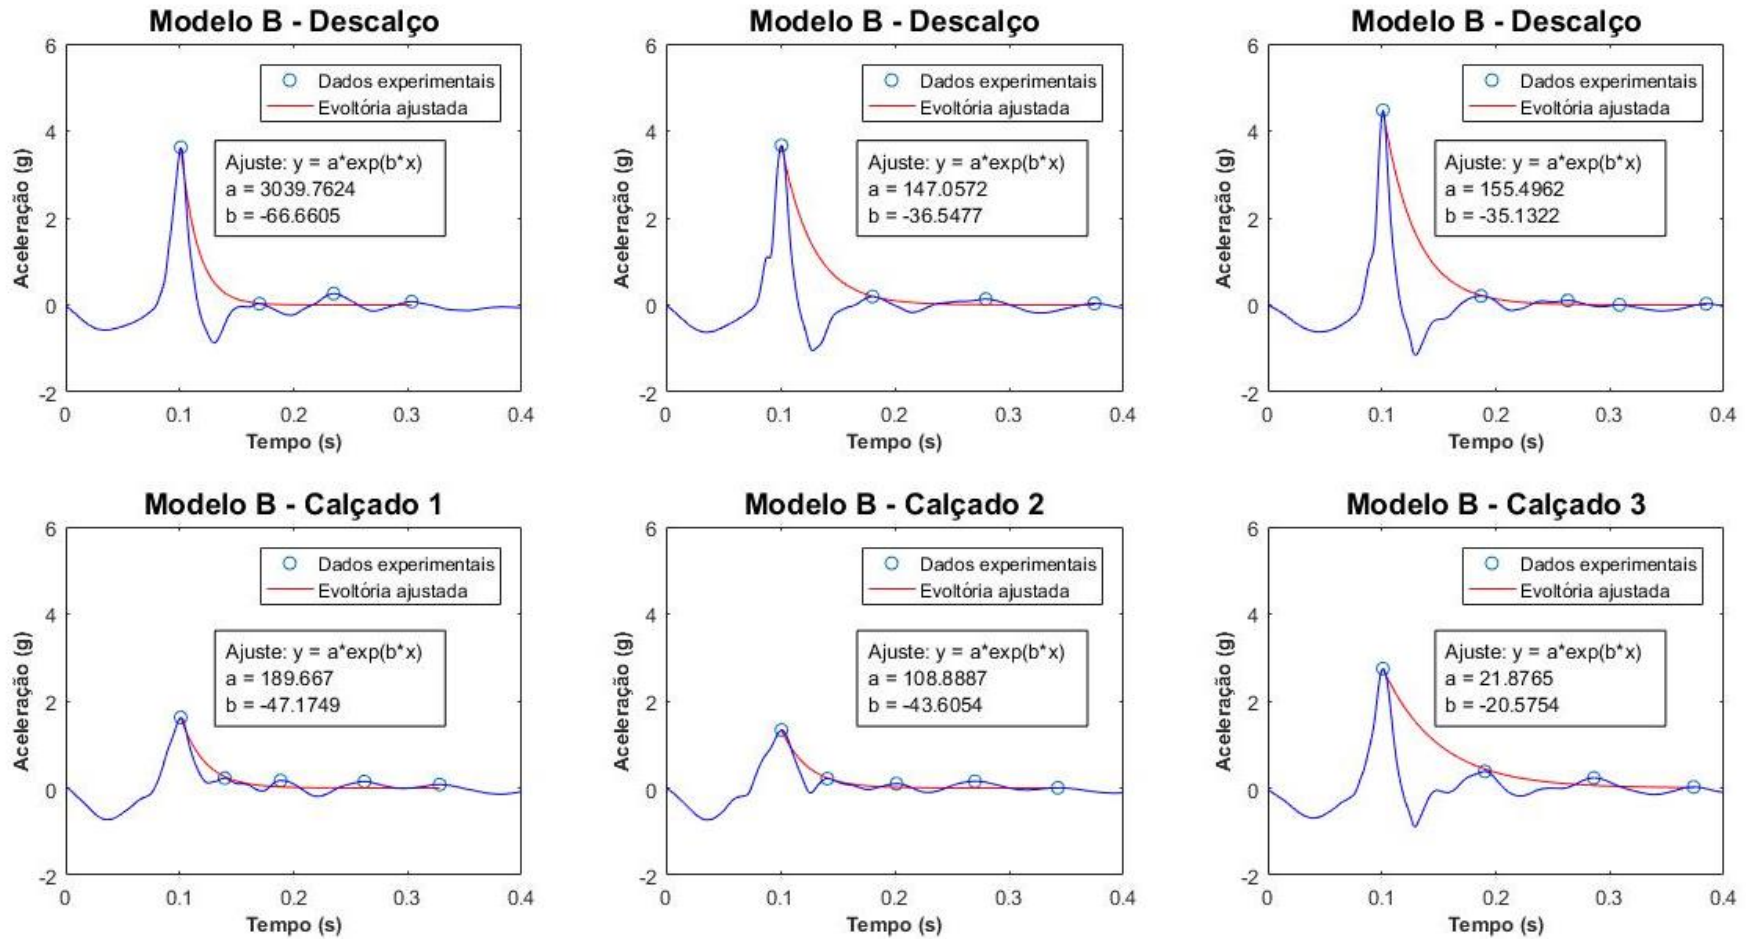 Modelo B - Descalço
6
4
2
0
-2
Aceleração (g)
Dados experimentais
Evoltória ajustada
Ajuste: y = a*exp(b*x)
a = 3039.7624
b = -66.6605
0 0.1 0.2 0.3 0.4
Tempo (s)
Modelo B - Descalço
6
4
2
0
-2
Aceleração (g)
Dados experimentais
Evoltória ajustada
Ajuste: y = a*exp(b*x)
a = 147.0572
b = -36.5477
0 0.1 0.2 0.3 0.4
Tempo (s)
Modelo B - Descalço
6
4
2
0
-2
Aceleração (g)
Dados experimentais
Evoltória ajustada
Ajuste: y = a*exp(b*x)
a = 155.4962
b = -35.1322
0 0.1 0.2 0.3 0.4
Tempo (s)
Modelo B - Calçado 1
6
4
2
0
-2
Aceleração (g)
Dados experimentais
Evoltória ajustada
Ajuste: y = a*exp(b*x)
a = 189.667
b = -47.1749
0 0.1 0.2 0.3 0.4
Tempo (s)
Modelo B - Calçado 2
6
4
2
0
-2
Aceleração (g)
Dados experimentais
Evoltória ajustada
Ajuste: y = a*exp(b*x)
a = 108.8887
b = -43.6054
0 0.1 0.2 0.3 0.4
Tempo (s)
Modelo B - Calçado 3
6
4
2
0
-2
Aceleração (g)
Dados experimentais
Evoltória ajustada
Ajuste: y = a*exp(b*x)
a = 21.8765
b = -20.5754
0 0.1 0.2 0.3 0.4
Tempo (s)